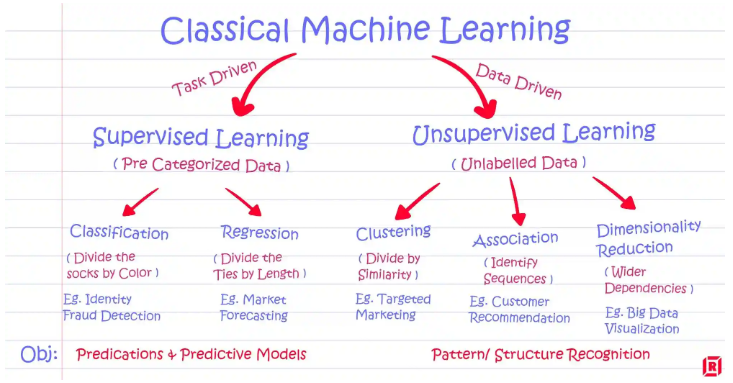 Classical Machine Learning
Task Driven
Data Driven
Supervised Learning
( Pre Categorized Data )
Unsupervised Learning
( Unlabelled Data )
Classification
( Divide the
socks by Color )
Eg. Identity
Fraud Detection
Regression
( Divide the
Ties by Length )
Eg. Market
Forecasting
Clustering
( Divide by
Similarity )
Eg. Targeted
Marketing
Association
( Identify
Sequences )
Eg. Customer
Recommendation
Dimensionality
Reduction
( Wider
Dependencies )
Eg. Big Data
Visualization
Obj: Predications & Predictive Models
Pattern/ Structure Recognition
R